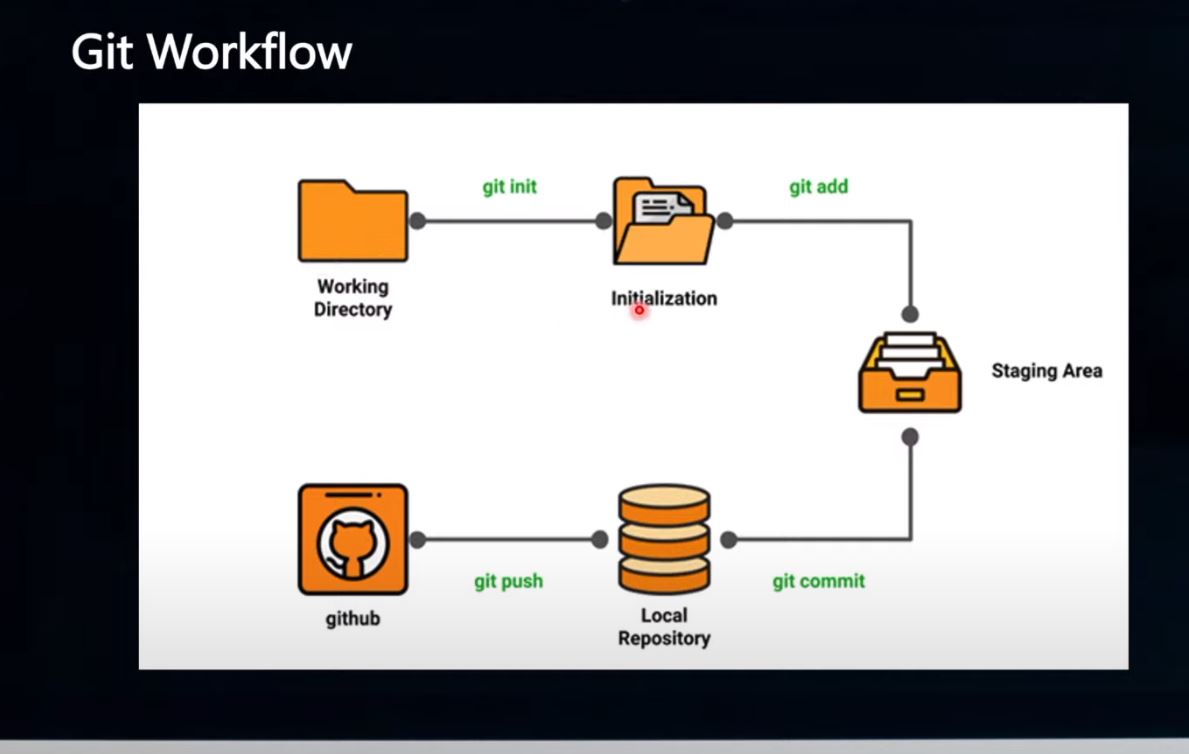 Git Workflow
git init
git add
Working
Directory
Initialization
Staging Area
git push
git commit
github
Local
Repository